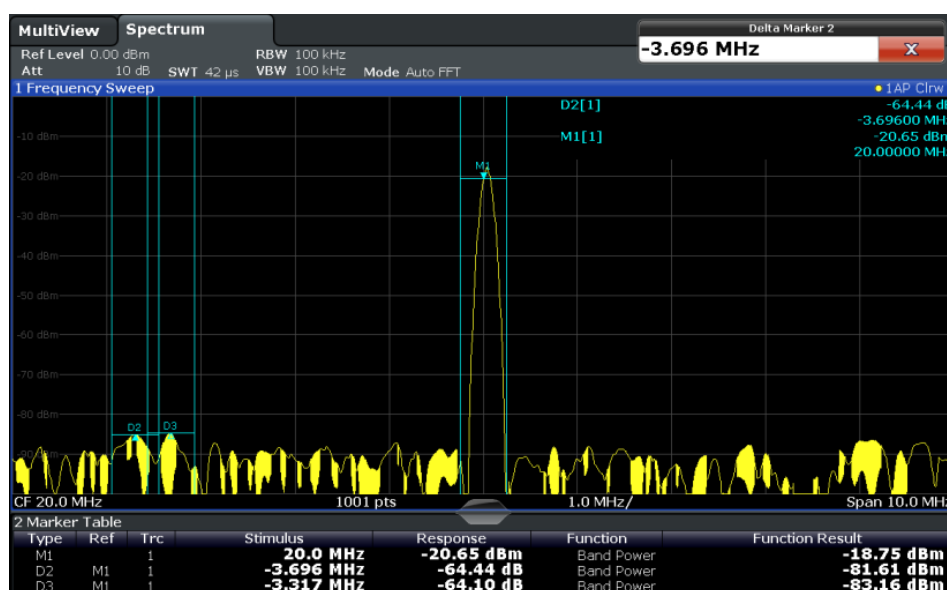 MultiView Spectrum
Delta Marker 2
-3.696 MHz X
Ref Level 0.00 dBm RBW 100 kHz
Att 10 dB SWT 42 µs VBW 100 kHz Mode Auto FFT
1 Frequency Sweep 1AP Clrw
D2[1] -64.44 d
-3.69600 MH
M1[1] -20.65 dBm
20.00000 MH
-10 dBm
M1
-20 dBm
-30 dBm
-40 dBm
-50 dBm
-60 dBm
-70 dBm
-80 dBm
D2 D3
CF 20.0 MHz 1001 pts 1.0 MHz/ Span 10.0 MH
2 Marker Table
Type Ref Trc Stimulus Response Function Function Result
M1 1 20.0 MHz -20.65 dBm Band Power -18.75 dBm
D2 M1 1 -3.696 MHz -64.44 dB Band Power -81.61 dBm
D3 M1 1 -3.317 MHz -64.10 dB Band Power -83.16 dBm